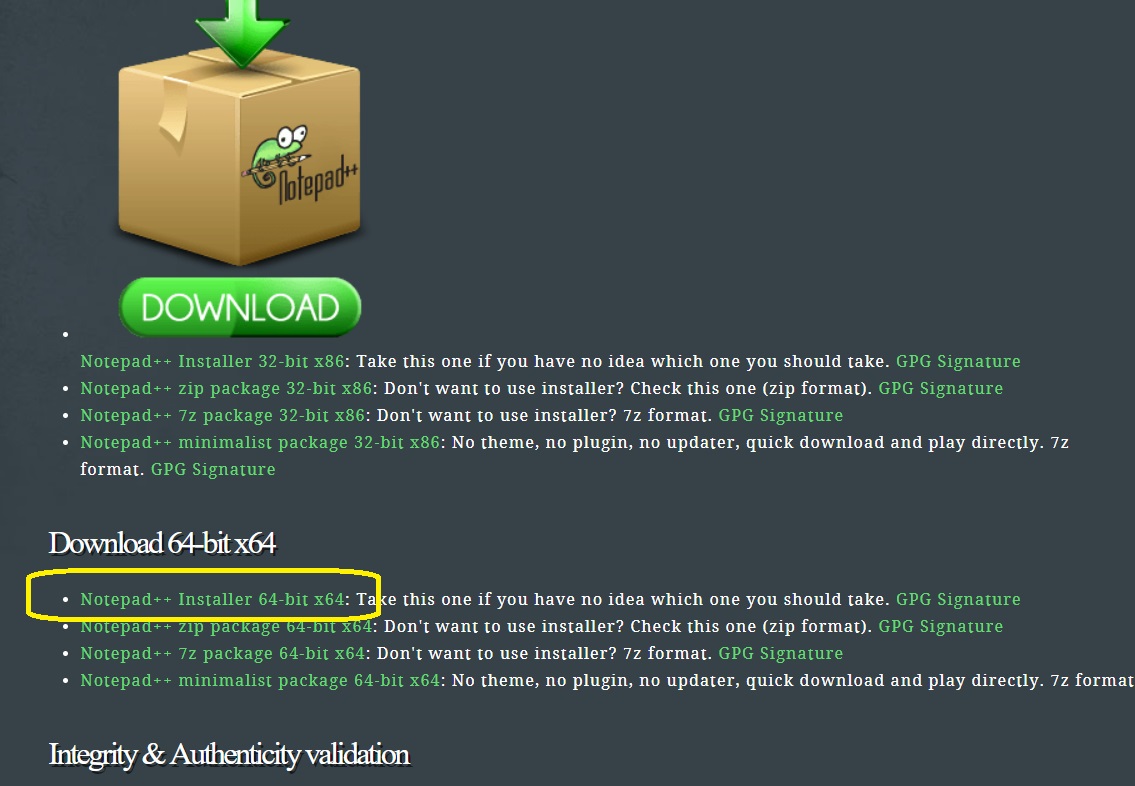 Notepad++
DOWNLOAD
Notepad++ Installer 32-bit x86: Take this one if you have no idea which one you should take. GPG Signature
Notepad++ zip package 32-bit x86: Don't want to use installer? Check this one (zip format). GPG Signature
Notepad++ 7z package 32-bit x86: Don't want to use installer? 7z format. GPG Signature
Notepad++ minimalist package 32-bit x86: No theme, no plugin, no updater, quick download and play directly. 7z
format. GPG Signature
Download 64-bit x64
Notepad++ Installer 64-bit x64: Take this one if you have no idea which one you should take. GPG Signature
Notepad++ zip package 64-bit x64: Don't want to use installer? Check this one (zip format). GPG Signature
Notepad++ 7z package 64-bit x64: Don't want to use installer? 7z format. GPG Signature
Notepad++ minimalist package 64-bit x64: No theme, no plugin, no updater, quick download and play directly. 7z format
Integrity & Authenticity validation